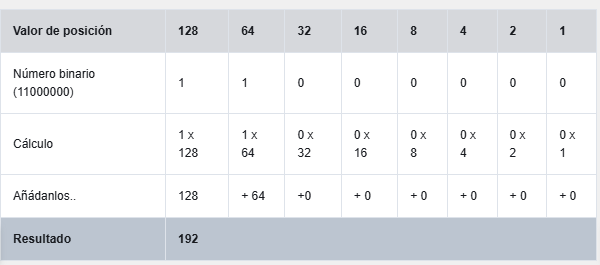 Valor de posición 128 64 32 16 8 4 2 1
Número binario (11000000) 1 1 0 0 0 0 0 0
Cálculo 1 x 128 1 x 64 0 x 32 0 x 16 0 x 8 0 x 4 0 x 2 0 x 1
Añádanlos.. 128 + 64 +0 + 0 + 0 + 0 + 0 + 0
Resultado 192